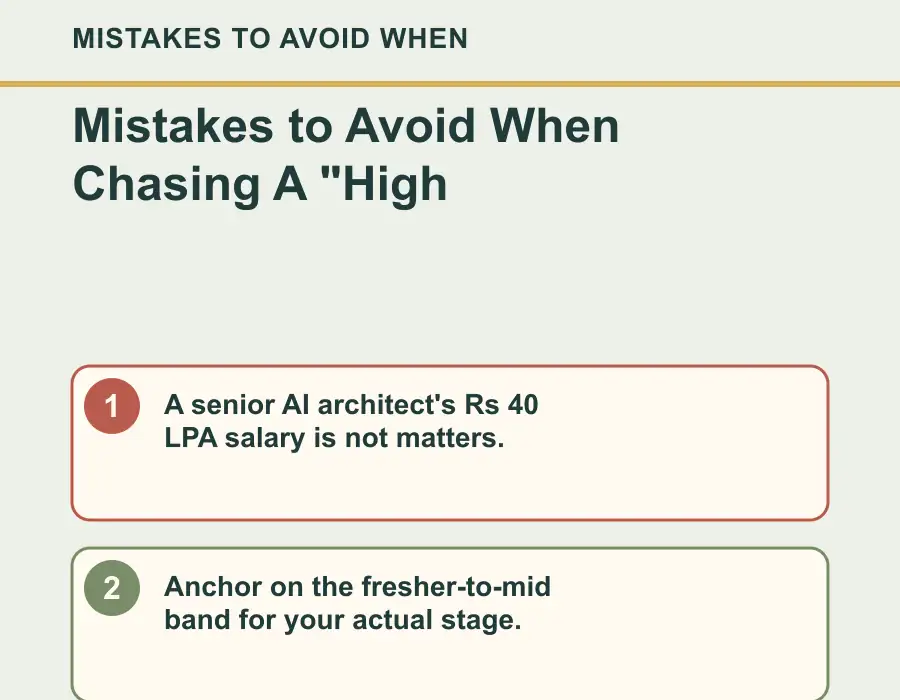 MISTAKES TO AVOID WHEN
Mistakes to Avoid When
Chasing A "High
1
A senior AI architect's Rs 40
LPA salary is not matters.
2
Anchor on the fresher-to-mid
band for your actual stage.